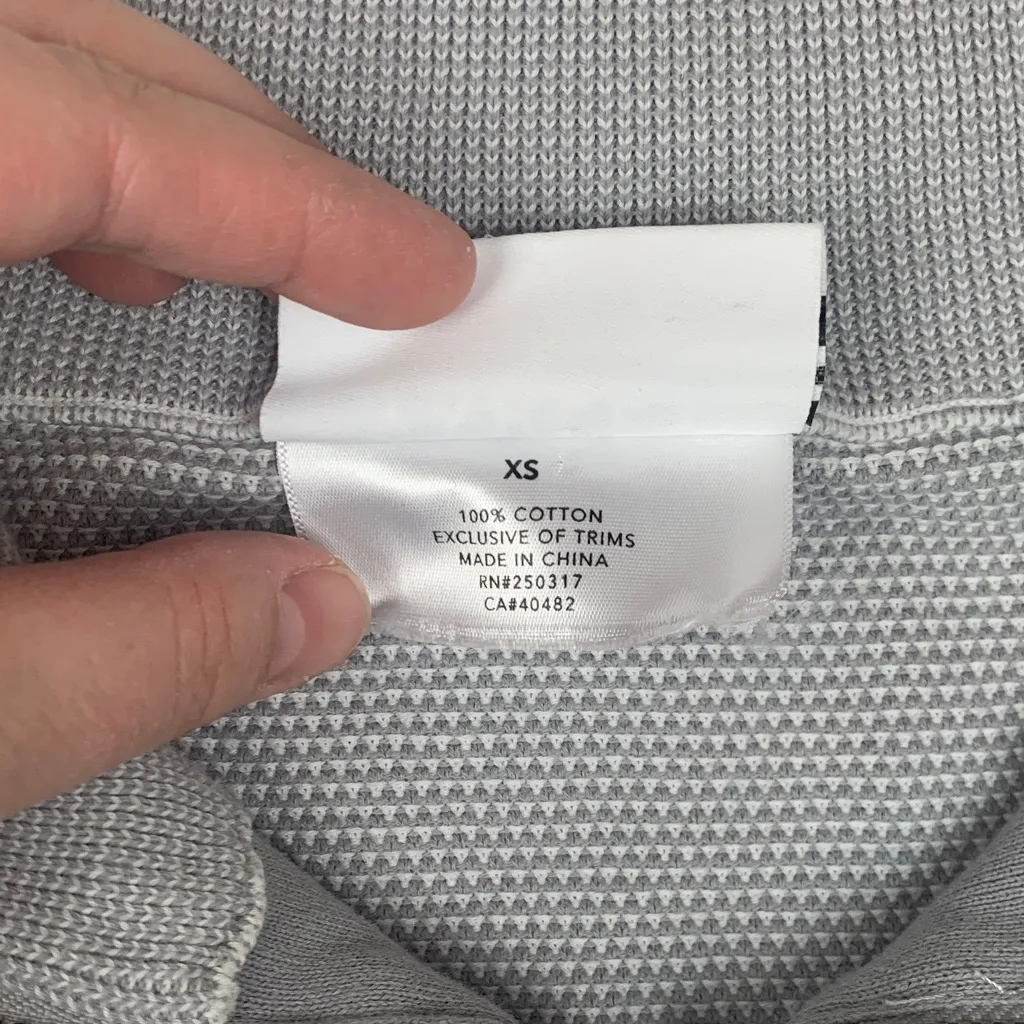 XS
100% COTTON
EXCLUSIVE OF TRIMS
MADE IN CHINA
RN#250317
CA#40482